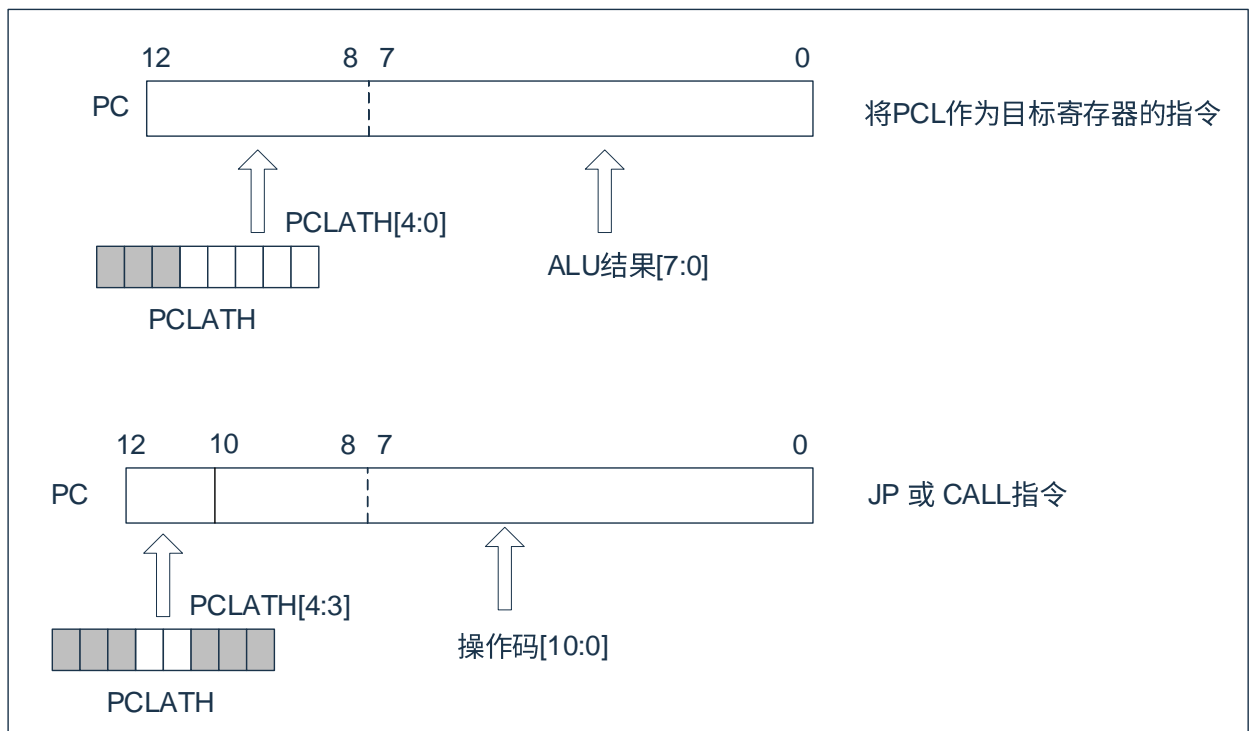 12 8 7 0
PC
将PCL作为目标寄存器的指令
PCLATH[4:0]
ALU结果[7:0]
PCLATH
12 10 8 7 0
PC
JP 或 CALL指令
PCLATH[4:3]
操作码[10:0]
PCLATH